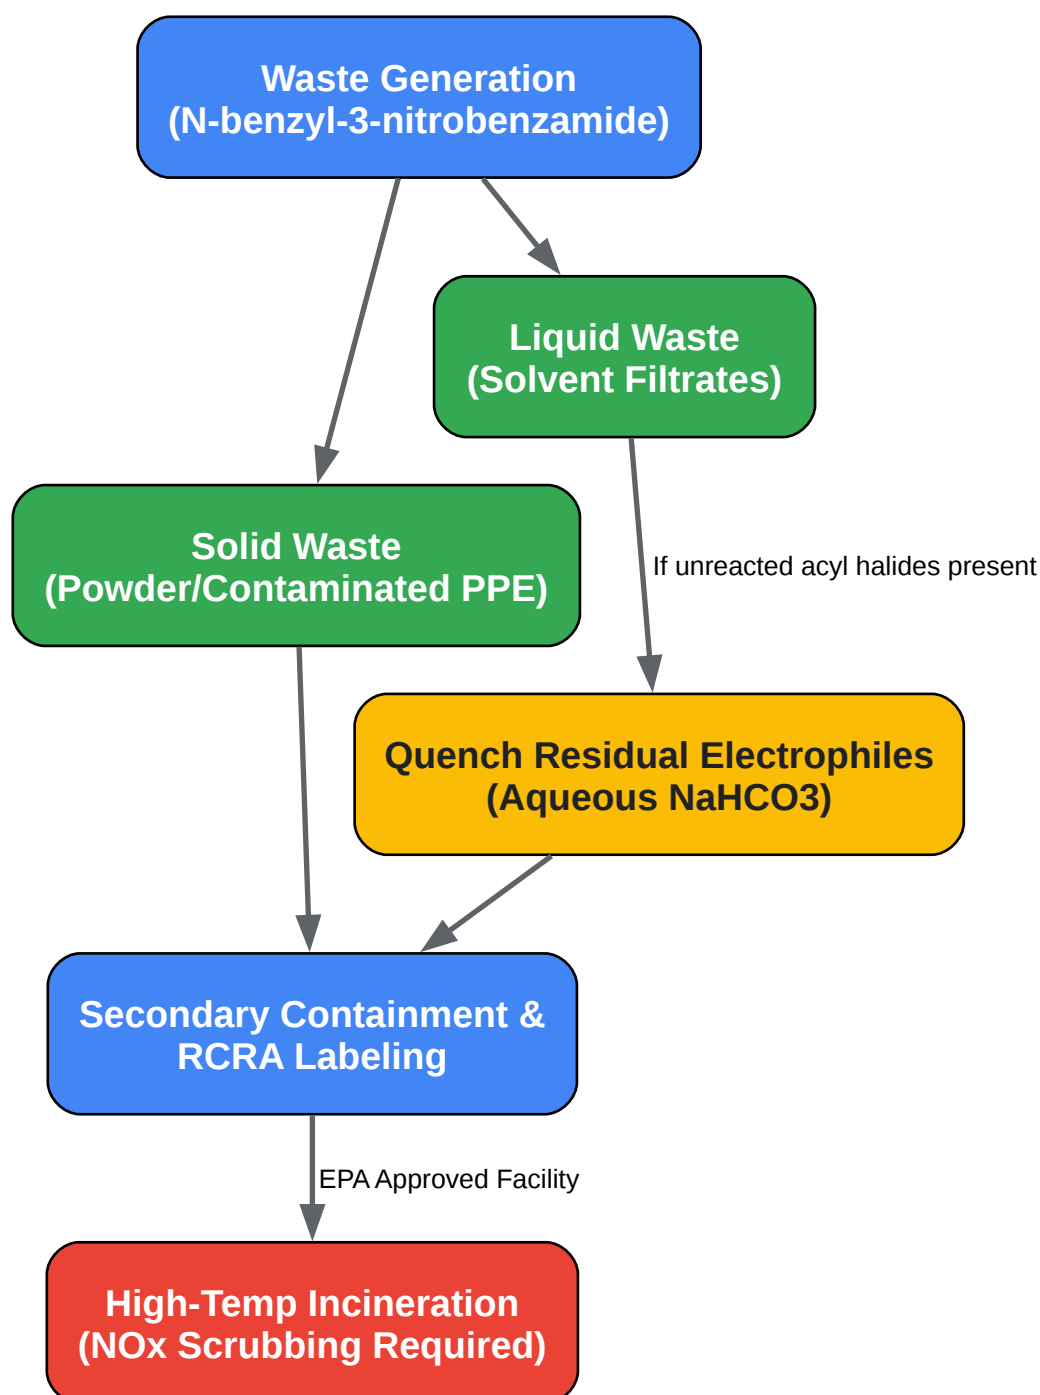 Waste Generation
(N-benzyl-3-nitrobenzamide)
Liquid Waste
(Solvent Filtrates)
Solid Waste
(Powder/Contaminated PPE)
If unreacted acyl halides present
Quench Residual Electrophiles
(Aqueous NaHCO3)
Secondary Containment &
RCRA Labeling
EPA Approved Facility
High-Temp Incineration
(NOx Scrubbing Required)